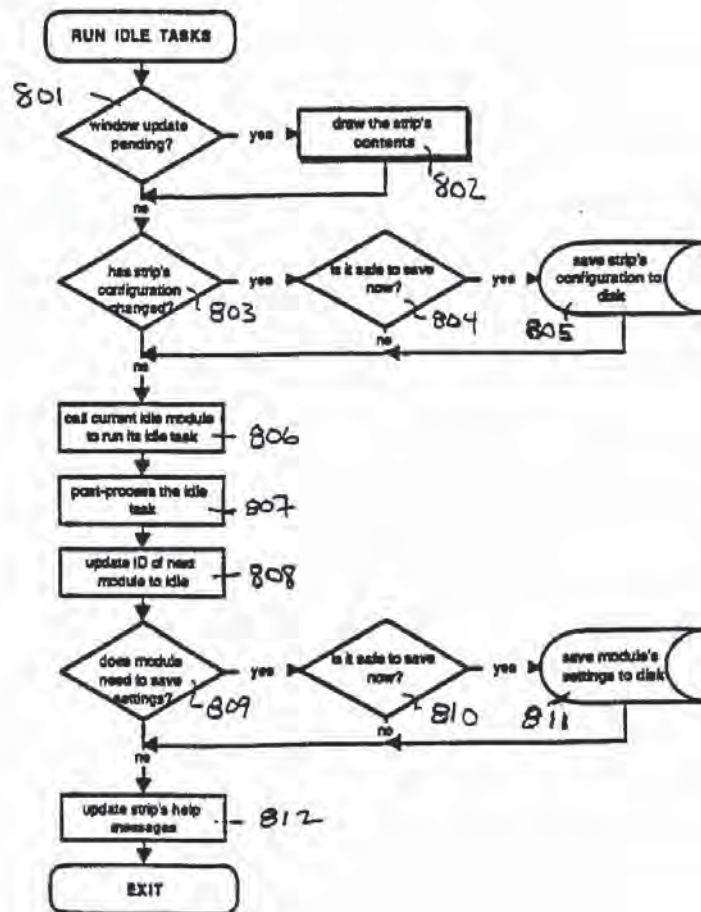 RUN IDLE TASKS
801
window update
pending?
yes
draw the strip's
contents
802
no
has strip's
configuration
changed?
803
yes
is it safe to save
now?
804
yes
save strip's
configuration to
disk
805
no
no
call current idle module
to run its idle task
806
post-process the idle
task
807
update ID of next
module to idle
808
does module
need to save
settings?
809
yes
is it safe to save
now?
810
yes
save module's
settings to disk
811
no
no
update strip's help
messages
812
EXIT